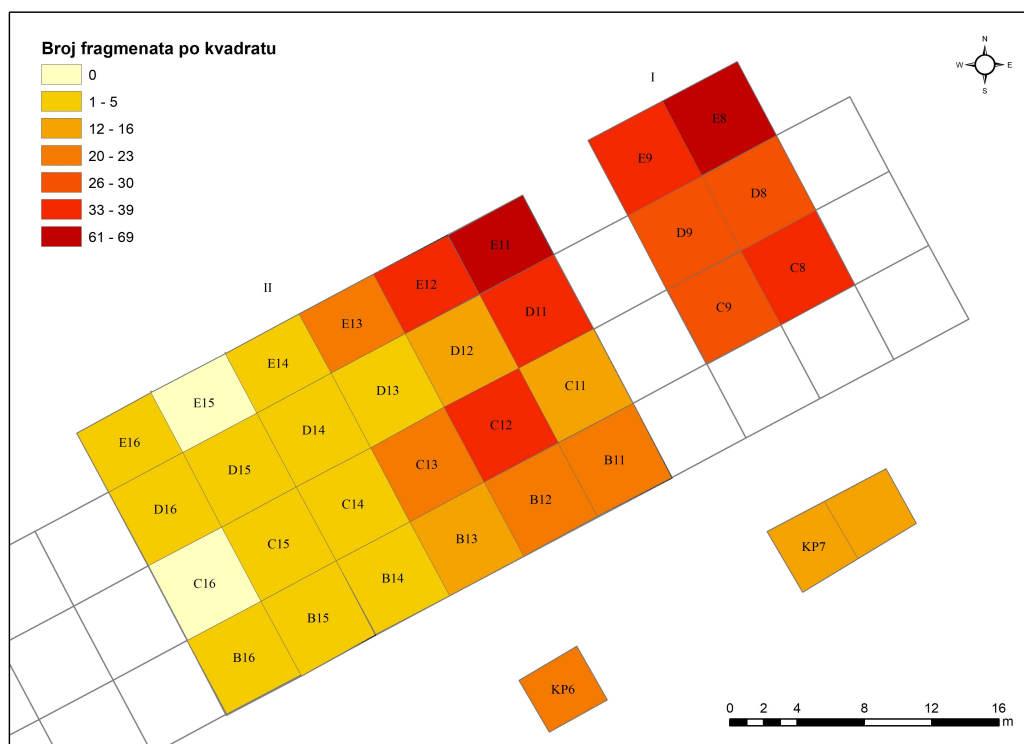 Broj fragmenata po kvadratu
0
1 - 5
12 - 16
20 - 23
26 - 30
33 - 39
61 - 69
N
W E
S
I
E8
E9
D8
D9
C8
C9
II
E11
E12
D11
E13
D12
E14
C11
D13
E15
C12
D14
E16
B11
C13
D15
B12
C14
D16
B13
C15
B14
C16
B15
B16
KP7
KP6
0 2 4 8 12 16
m